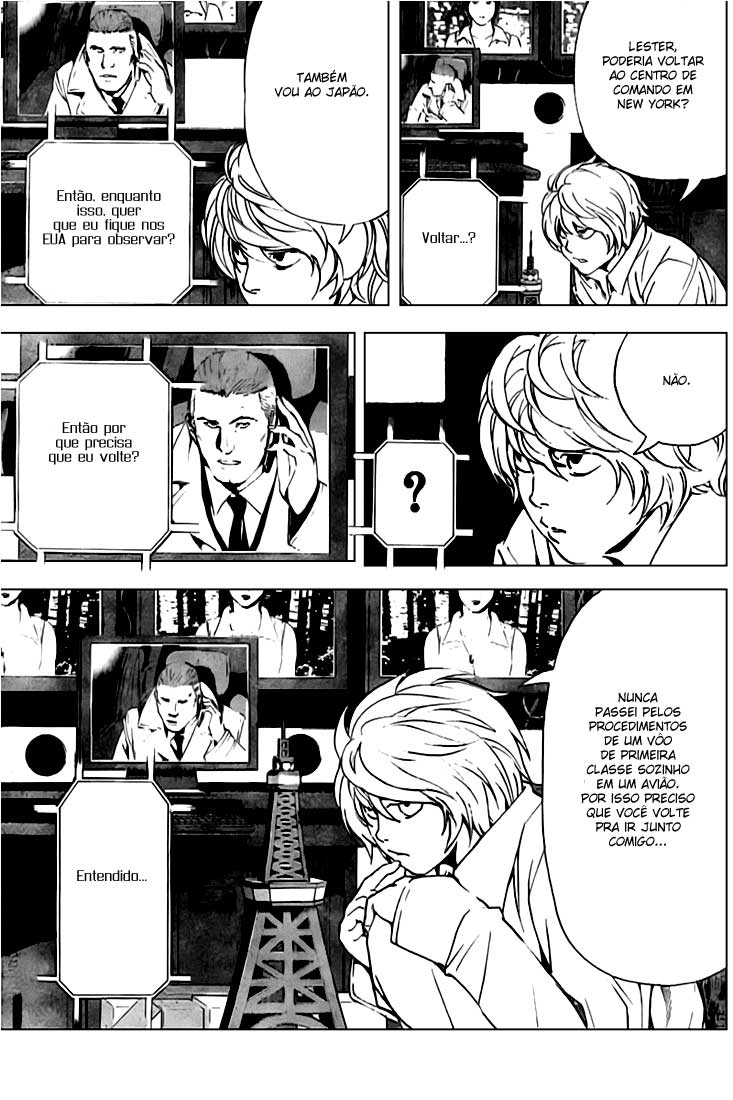 LESTER,
PODERIA VOLTAR
AO CENTRO DE
COMANDO EM
NEW YORK?
Voltar...?
TAMBÉM
VOU AO JAPÃO.
Então, enquanto
isso, quer
que eu fique nos
EUA para observar?
NÃO.
?
Então por
que precisa
que eu volte?
NUNCA
PASSEI PELOS
PROCEDIMENTOS
DE UM VÔO
DE PRIMEIRA
CLASSE SOZINHO
EM UM AVIÃO.
POR ISSO PRECISO
QUE VOCÊ VOLTE
PRA IR JUNTO
COMIGO...
Entendido...